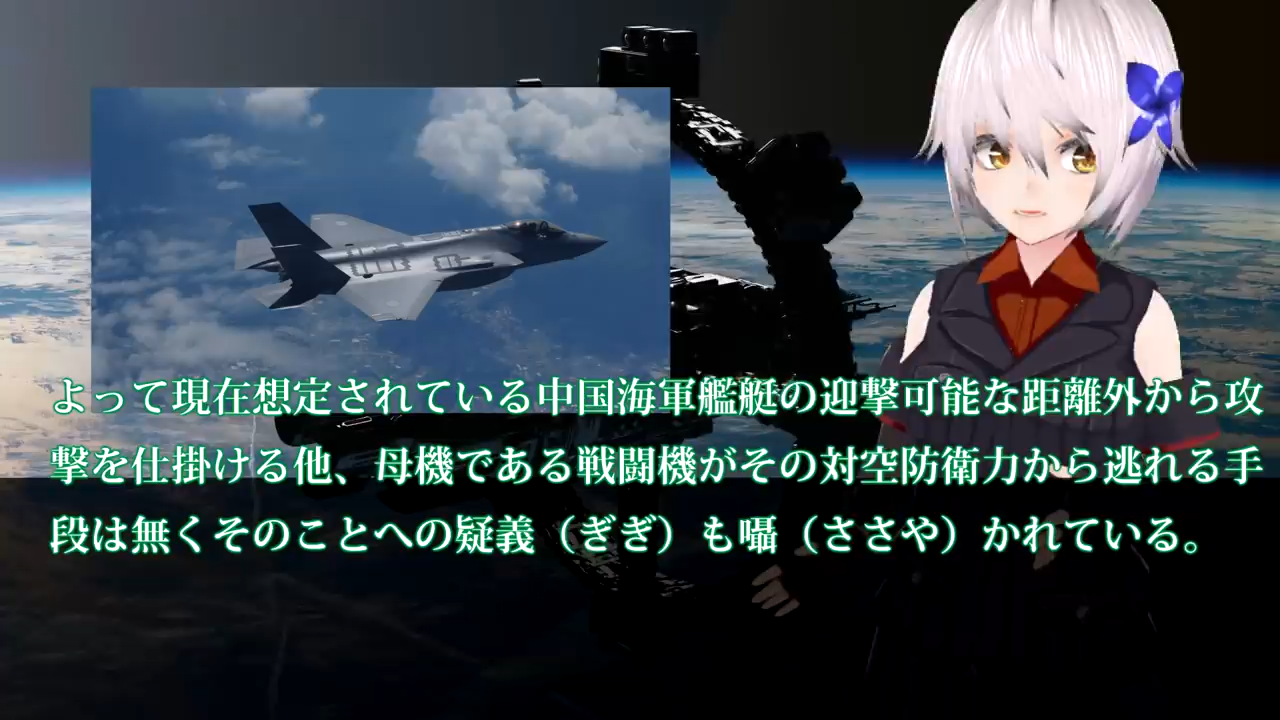 よって現在想定されている中国海軍艦艇の迎撃可能な距離外から攻
撃を仕掛ける他、母機である戦闘機がその対空防衛力から逃れる手
段は無くそのことへの疑義（ぎぎ）も囁（ささや）かれている。